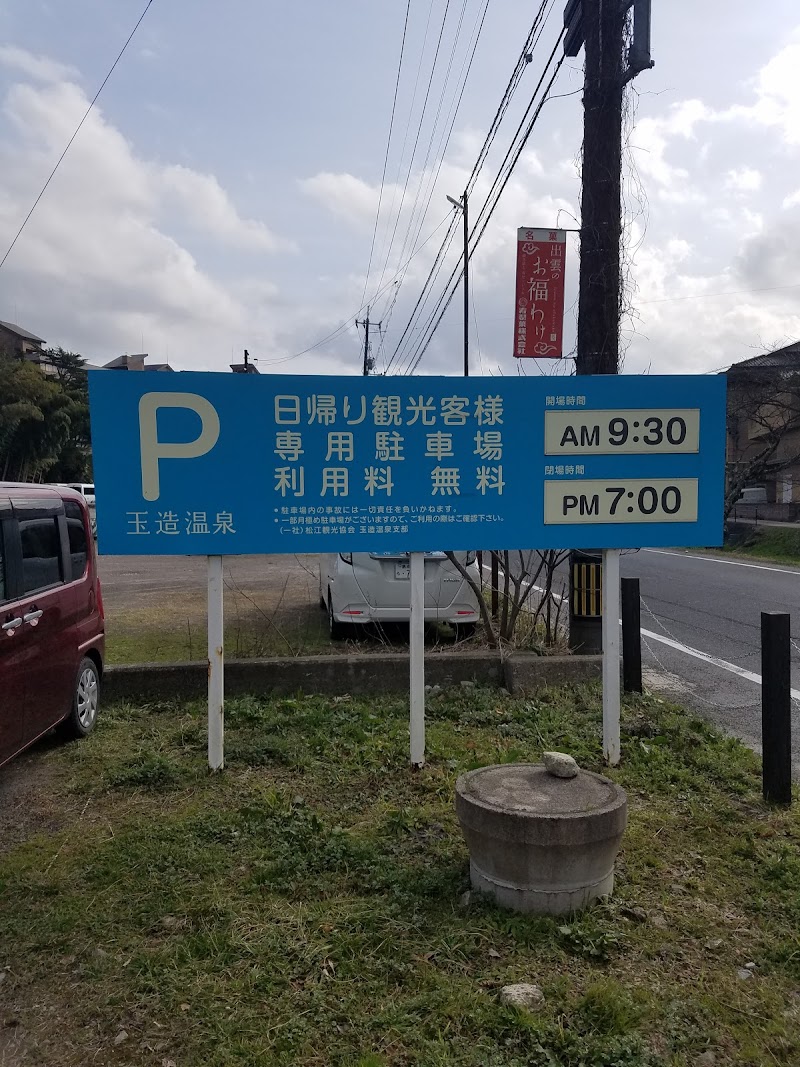 名菓
出雲の
お福わけ
P
玉造温泉
日帰り観光客様
専用駐車場
利用料 無料
*駐車場内の事故には一切責任を負いかねます。
*一部月極め駐車場がございますので、ご利用の際はご確認下さい。
(一社)松江観光協会 玉造温泉支部
開場時間
AM 9:30
閉場時間
PM 7:00